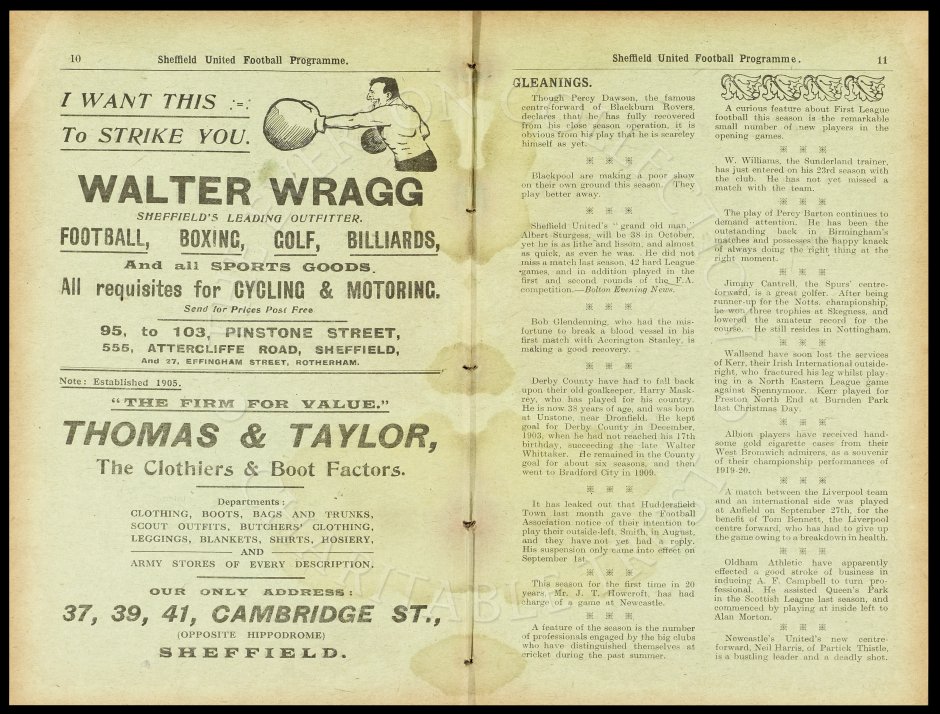 10
Sheffield United Football Programme.
I WANT THIS :-:
To STRIKE YOU.
WALTER WRAGG
SHEFFIELD'S LEADING OUTFITTER.
FOOTBALL, BOXING, GOLF, BILLIARDS,
And all SPORTS GOODS.
All requisites for CYCLING & MOTORING.
Send for Prices Post Free
95, to 103, PINSTONE STREET,
555, ATTERCLIFFE ROAD, SHEFFIELD,
And 27, EFFINGHAM STREET, ROTHERHAM.
Note: Established 1905.
"THE FIRM FOR VALUE."
THOMAS & TAYLOR,
The Clothiers & Boot Factors.
Departments:
CLOTHING, BOOTS, BAGS AND TRUNKS,
SCOUT OUTFITS, BUTCHERS' CLOTHING,
LEGGINGS, BLANKETS, SHIRTS, HOSIERY,
AND
ARMY STORES OF EVERY DESCRIPTION.
OUR ONLY ADDRESS:
37, 39, 41, CAMBRIDGE ST.,
(OPPOSITE HIPPODROME)
SHEFFIELD.
Sheffield United Football Programme.
11
GLEANINGS.
Though Percy Dawson, the famous
centre-forward of Blackburn Rovers,
declares that he has fully recovered
from his close season operation, it is
obvious from his play that he is scarcley
himself as yet.
Blackpool are making a poor show
on their own ground this season. They
play better away.
Sheffield United's "grand old man,"
Albert Sturgess, will be 38 in October,
yet he is as lithe and lissom, and almost
as quick, as ever he was. He did not
miss a match last season, 42 hard League
games, and in addition played in the
first and second rounds of the F.A.
competition.—Bolton Evening News.
Bob Glendenning, who had the mis-
fortune to break a blood vessel in his
first match with Accrington Stanley, is
making a good recovery.
Derby County have had to fall back
upon their old goalkeeper, Harry Mask-
rey, who has played for his country.
He is now 38 years of age, and was born
at Unstone, near Dronfield. He kept
goal for Derby County in December,
1903, when he had not reached his 17th
birthday, succeeding the late Walter
Whittaker. He remained in the County
goal for about six seasons, and then
went to Bradford City in 1909.
It has leaked out that Huddersfield
Town last month gave the Football
Association notice of their intention to
play their outside-left, Smith, in August,
and they have not yet had a reply.
His suspension only came into effect on
September 1st.
This season for the first time in 20
years, Mr. J. T. Howcroft, has had
charge of a game at Newcastle.
A feature of the season is the number
of professionals engaged by the big clubs
who have distinguished themselves at
cricket during the past summer.
A curious feature about First League
football this season is the remarkable
small number of new players in the
opening games.
W. Williams, the Sunderland trainer,
has just entered on his 23rd season with
the club. He has not yet missed a
match with the team.
The play of Percy Barton continues to
demand attention. He has been the
outstanding back in Birmingham's
matches and possesses the happy knack
of always doing the right thing at the
right moment.
Jimmy Cantrell, the Spurs' centre-
forward, is a great golfer. After being
runner-up for the Notts. championship,
he won three trophies at Skegness, and
lowered the amateur record for the
course. He still resides in Nottingham.
Wallsend have soon lost the services
of Kerr, their Irish International outside-
right, who fractured his leg whilst play-
ing in a North Eastern League game
against Spennymoor. Kerr played for
Preston North End at Burnden Park
last Christmas Day.
Albion players have received hand-
some gold cigarette cases from their
West Bromwich admirers, as a souvenir
of their championship performances of
1919-20.
A match between the Liverpool team
and an international side was played
at Anfield on September 27th, for the
benefit of Tom Bennett, the Liverpool
centre forward, who has had to give up
the game owing to a breakdown in health.
Oldham Athletic have apparently
effected a good stroke of business in
inducing A. F. Campbell to turn pro-
fessional. He assisted Queen's Park
in the Scottish League last season, and
commenced by playing at inside left to
Alan Morton.
Newcastle's United's new centre-
forward, Neil Harris, of Partick Thistle,
is a bustling leader and a deadly shot.